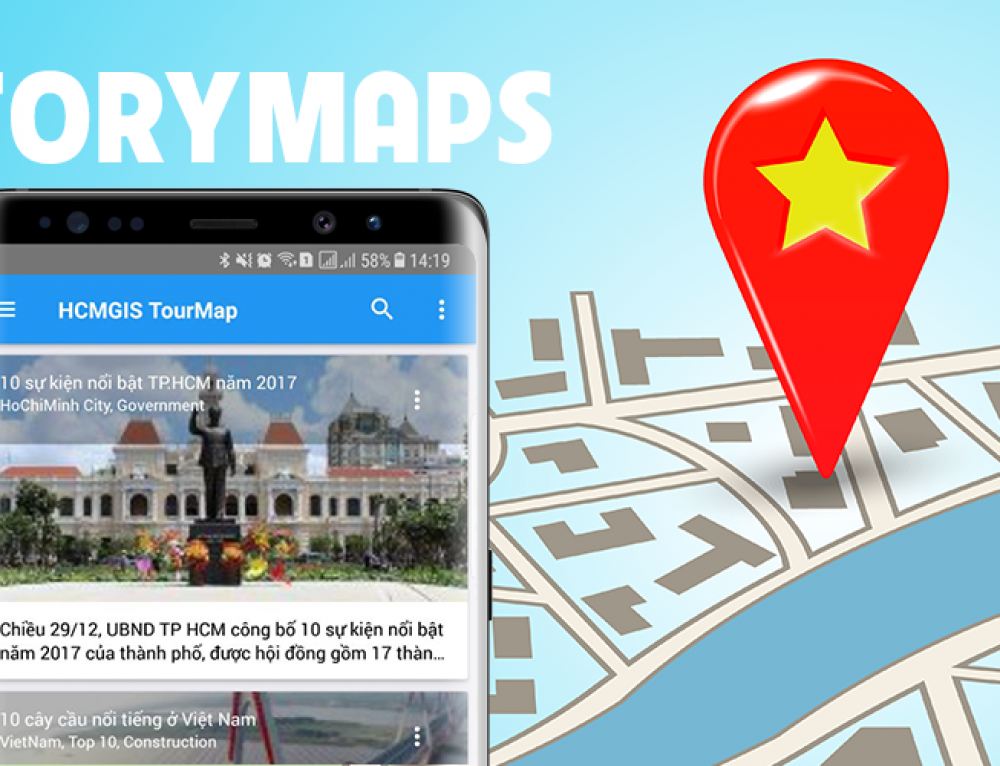 TORYMAPS
58% 14:19
HCMGIS TourMap
10 sự kiện nổi bật TP.HCM năm 2017
HoChiMinh City, Government
Chiều 29/12, UBND TP HCM công bố 10 sự kiện nổi bật
năm 2017 của thành phố, được hội đồng gồm 17 thàn...
10 cây cầu nổi tiếng ở Việt Nam
VietNam, Top 10, Construction